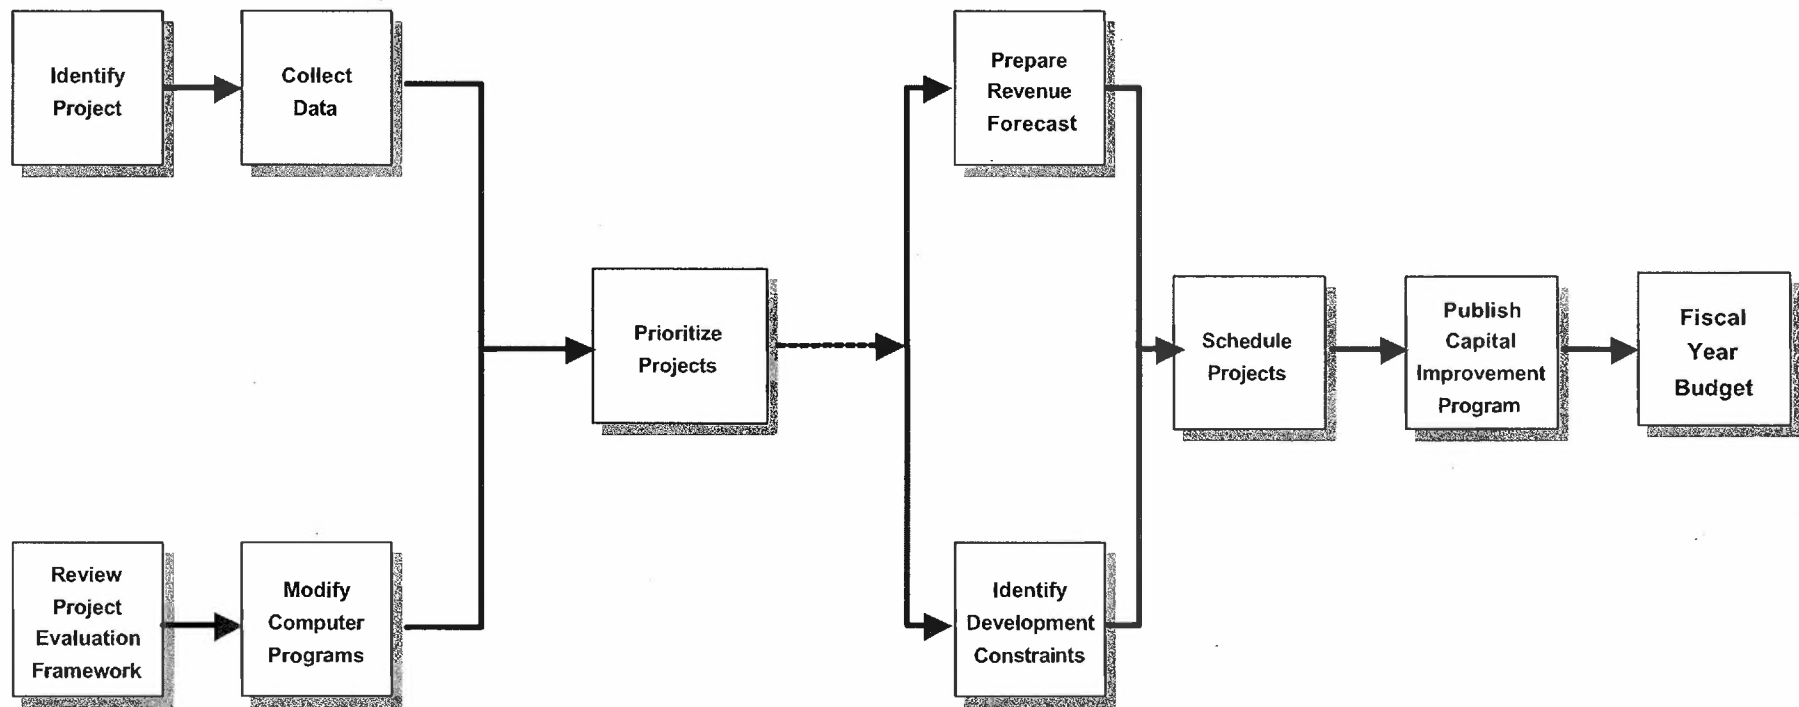 Identify
Project
Collect
Data
Prepare
Revenue
Forecast
Prioritize
Projects
Schedule
Projects
Publish
Capital
Improvement
Program
Fiscal
Year
Budget
Review
Project
Evaluation
Framework
Modify
Computer
Programs
Identify
Development
Constraints